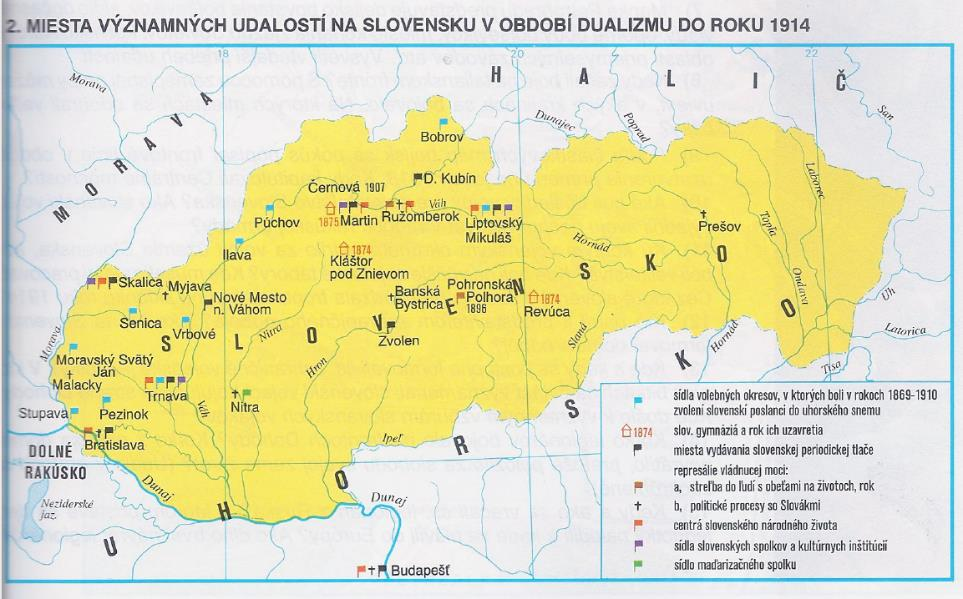 2. MIESTA VÝZNAMNÝCH UDALOSTÍ NA SLOVENSKU V OBDOBÍ DUALIZMU DO ROKU 1914
18
20
22
H A L I Č
M O R A V A
Morava
Dunajec
Poprad
San
Bobrov
D. Kubín
Černová 1907
Váh
1875 Martin
Ružomberok
Liptovský
Mikuláš
Púchov
Prešov
Laborec
Topľa
Ilava
1874
Kláštor
pod Znievom
Hornád
Skalica
Myjava
Nové Mesto
n. Váhom
Banská
Bystrica
Pohronská
Polhora
1896
1874
Revúca
Ondava
Uh
Senica
Vrbové
Nitra
Zvolen
Slaná
Hornád
Latorica
Tisa
S L O V E N S K O
Morava
Moravský Svätý
Ján
Malacky
Trnava
Váh
Nitra
Hron
Stupava
Pezinok
Bratislava
Ipeľ
DOLNÉ
RAKÚSKO
Neziderské
jaz.
Dunaj
Dunaj
U H O R S K O
Budapešť
sídla volebných okresov, v ktorých boli v rokoch 1869-1910
zvolení slovenskí poslanci do uhorského snemu
1874 slov. gymnáziá a rok ich uzavretia
miesta vydávania slovenskej periodickej tlače
represálie vládnucej moci:
a, streľba do ľudí s obeťami na životoch, rok
b, politické procesy so Slovákmi
centrá slovenského národného života
sídla slovenských spolkov a kultúrnych inštitúcií
sídlo maďarizačného spolku